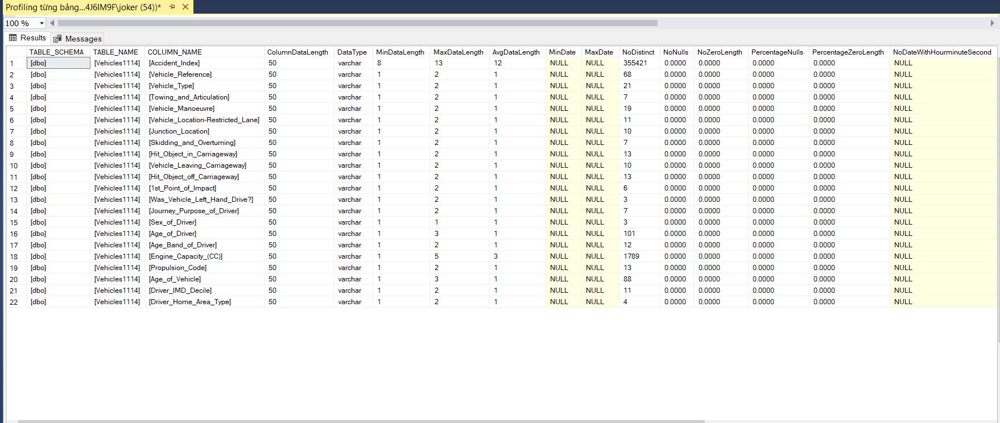 Profiling từng bảng...4J6IM9F\joker (54))*
100 %
Results Messages
TABLE_SCHEMA TABLE_NAME COLUMN_NAME ColumnDataLength DataType MinDataLength MaxDataLength AvgDataLength MinDate MaxDate NoDistinct NoNulls NoZeroLength PercentageNulls PercentageZeroLength NoDateWithHourminuteSecond
1 [dbo] [Vehicles1114] [Accident_Index] 50 varchar 8 13 12 NULL NULL 355421 0.0000 0.0000 0.0000 0.0000 NULL
2 [dbo] [Vehicles1114] [Vehicle_Reference] 50 varchar 1 2 1 NULL NULL 68 0.0000 0.0000 0.0000 0.0000 NULL
3 [dbo] [Vehicles1114] [Vehicle_Type] 50 varchar 1 2 1 NULL NULL 21 0.0000 0.0000 0.0000 0.0000 NULL
4 [dbo] [Vehicles1114] [Towing_and_Articulation] 50 varchar 1 2 1 NULL NULL 7 0.0000 0.0000 0.0000 0.0000 NULL
5 [dbo] [Vehicles1114] [Vehicle_Manoeuvre] 50 varchar 1 2 1 NULL NULL 19 0.0000 0.0000 0.0000 0.0000 NULL
6 [dbo] [Vehicles1114] [Vehicle_Location-Restricted_Lane] 50 varchar 1 2 1 NULL NULL 11 0.0000 0.0000 0.0000 0.0000 NULL
7 [dbo] [Vehicles1114] [Junction_Location] 50 varchar 1 2 1 NULL NULL 10 0.0000 0.0000 0.0000 0.0000 NULL
8 [dbo] [Vehicles1114] [Skidding_and_Overturning] 50 varchar 1 2 1 NULL NULL 7 0.0000 0.0000 0.0000 0.0000 NULL
9 [dbo] [Vehicles1114] [Hit_Object_in_Carriageway] 50 varchar 1 2 1 NULL NULL 13 0.0000 0.0000 0.0000 0.0000 NULL
10 [dbo] [Vehicles1114] [Vehicle_Leaving_Carriageway] 50 varchar 1 2 1 NULL NULL 10 0.0000 0.0000 0.0000 0.0000 NULL
11 [dbo] [Vehicles1114] [Hit_Object_off_Carriageway] 50 varchar 1 2 1 NULL NULL 13 0.0000 0.0000 0.0000 0.0000 NULL
12 [dbo] [Vehicles1114] [1st_Point_of_Impact] 50 varchar 1 2 1 NULL NULL 6 0.0000 0.0000 0.0000 0.0000 NULL
13 [dbo] [Vehicles1114] [Was_Vehicle_Left_Hand_Drive?] 50 varchar 1 2 1 NULL NULL 3 0.0000 0.0000 0.0000 0.0000 NULL
14 [dbo] [Vehicles1114] [Journey_Purpose_of_Driver] 50 varchar 1 2 1 NULL NULL 7 0.0000 0.0000 0.0000 0.0000 NULL
15 [dbo] [Vehicles1114] [Sex_of_Driver] 50 varchar 1 1 1 NULL NULL 3 0.0000 0.0000 0.0000 0.0000 NULL
16 [dbo] [Vehicles1114] [Age_of_Driver] 50 varchar 1 3 1 NULL NULL 101 0.0000 0.0000 0.0000 0.0000 NULL
17 [dbo] [Vehicles1114] [Age_Band_of_Driver] 50 varchar 1 2 1 NULL NULL 12 0.0000 0.0000 0.0000 0.0000 NULL
18 [dbo] [Vehicles1114] [Engine_Capacity_(CC)] 50 varchar 1 5 3 NULL NULL 1789 0.0000 0.0000 0.0000 0.0000 NULL
19 [dbo] [Vehicles1114] [Propulsion_Code] 50 varchar 1 2 1 NULL NULL 13 0.0000 0.0000 0.0000 0.0000 NULL
20 [dbo] [Vehicles1114] [Age_of_Vehicle] 50 varchar 1 3 1 NULL NULL 88 0.0000 0.0000 0.0000 0.0000 NULL
21 [dbo] [Vehicles1114] [Driver_IMD_Decile] 50 varchar 1 2 1 NULL NULL 11 0.0000 0.0000 0.0000 0.0000 NULL
22 [dbo] [Vehicles1114] [Driver_Home_Area_Type] 50 varchar 1 2 1 NULL NULL 4 0.0000 0.0000 0.0000 0.0000 NULL